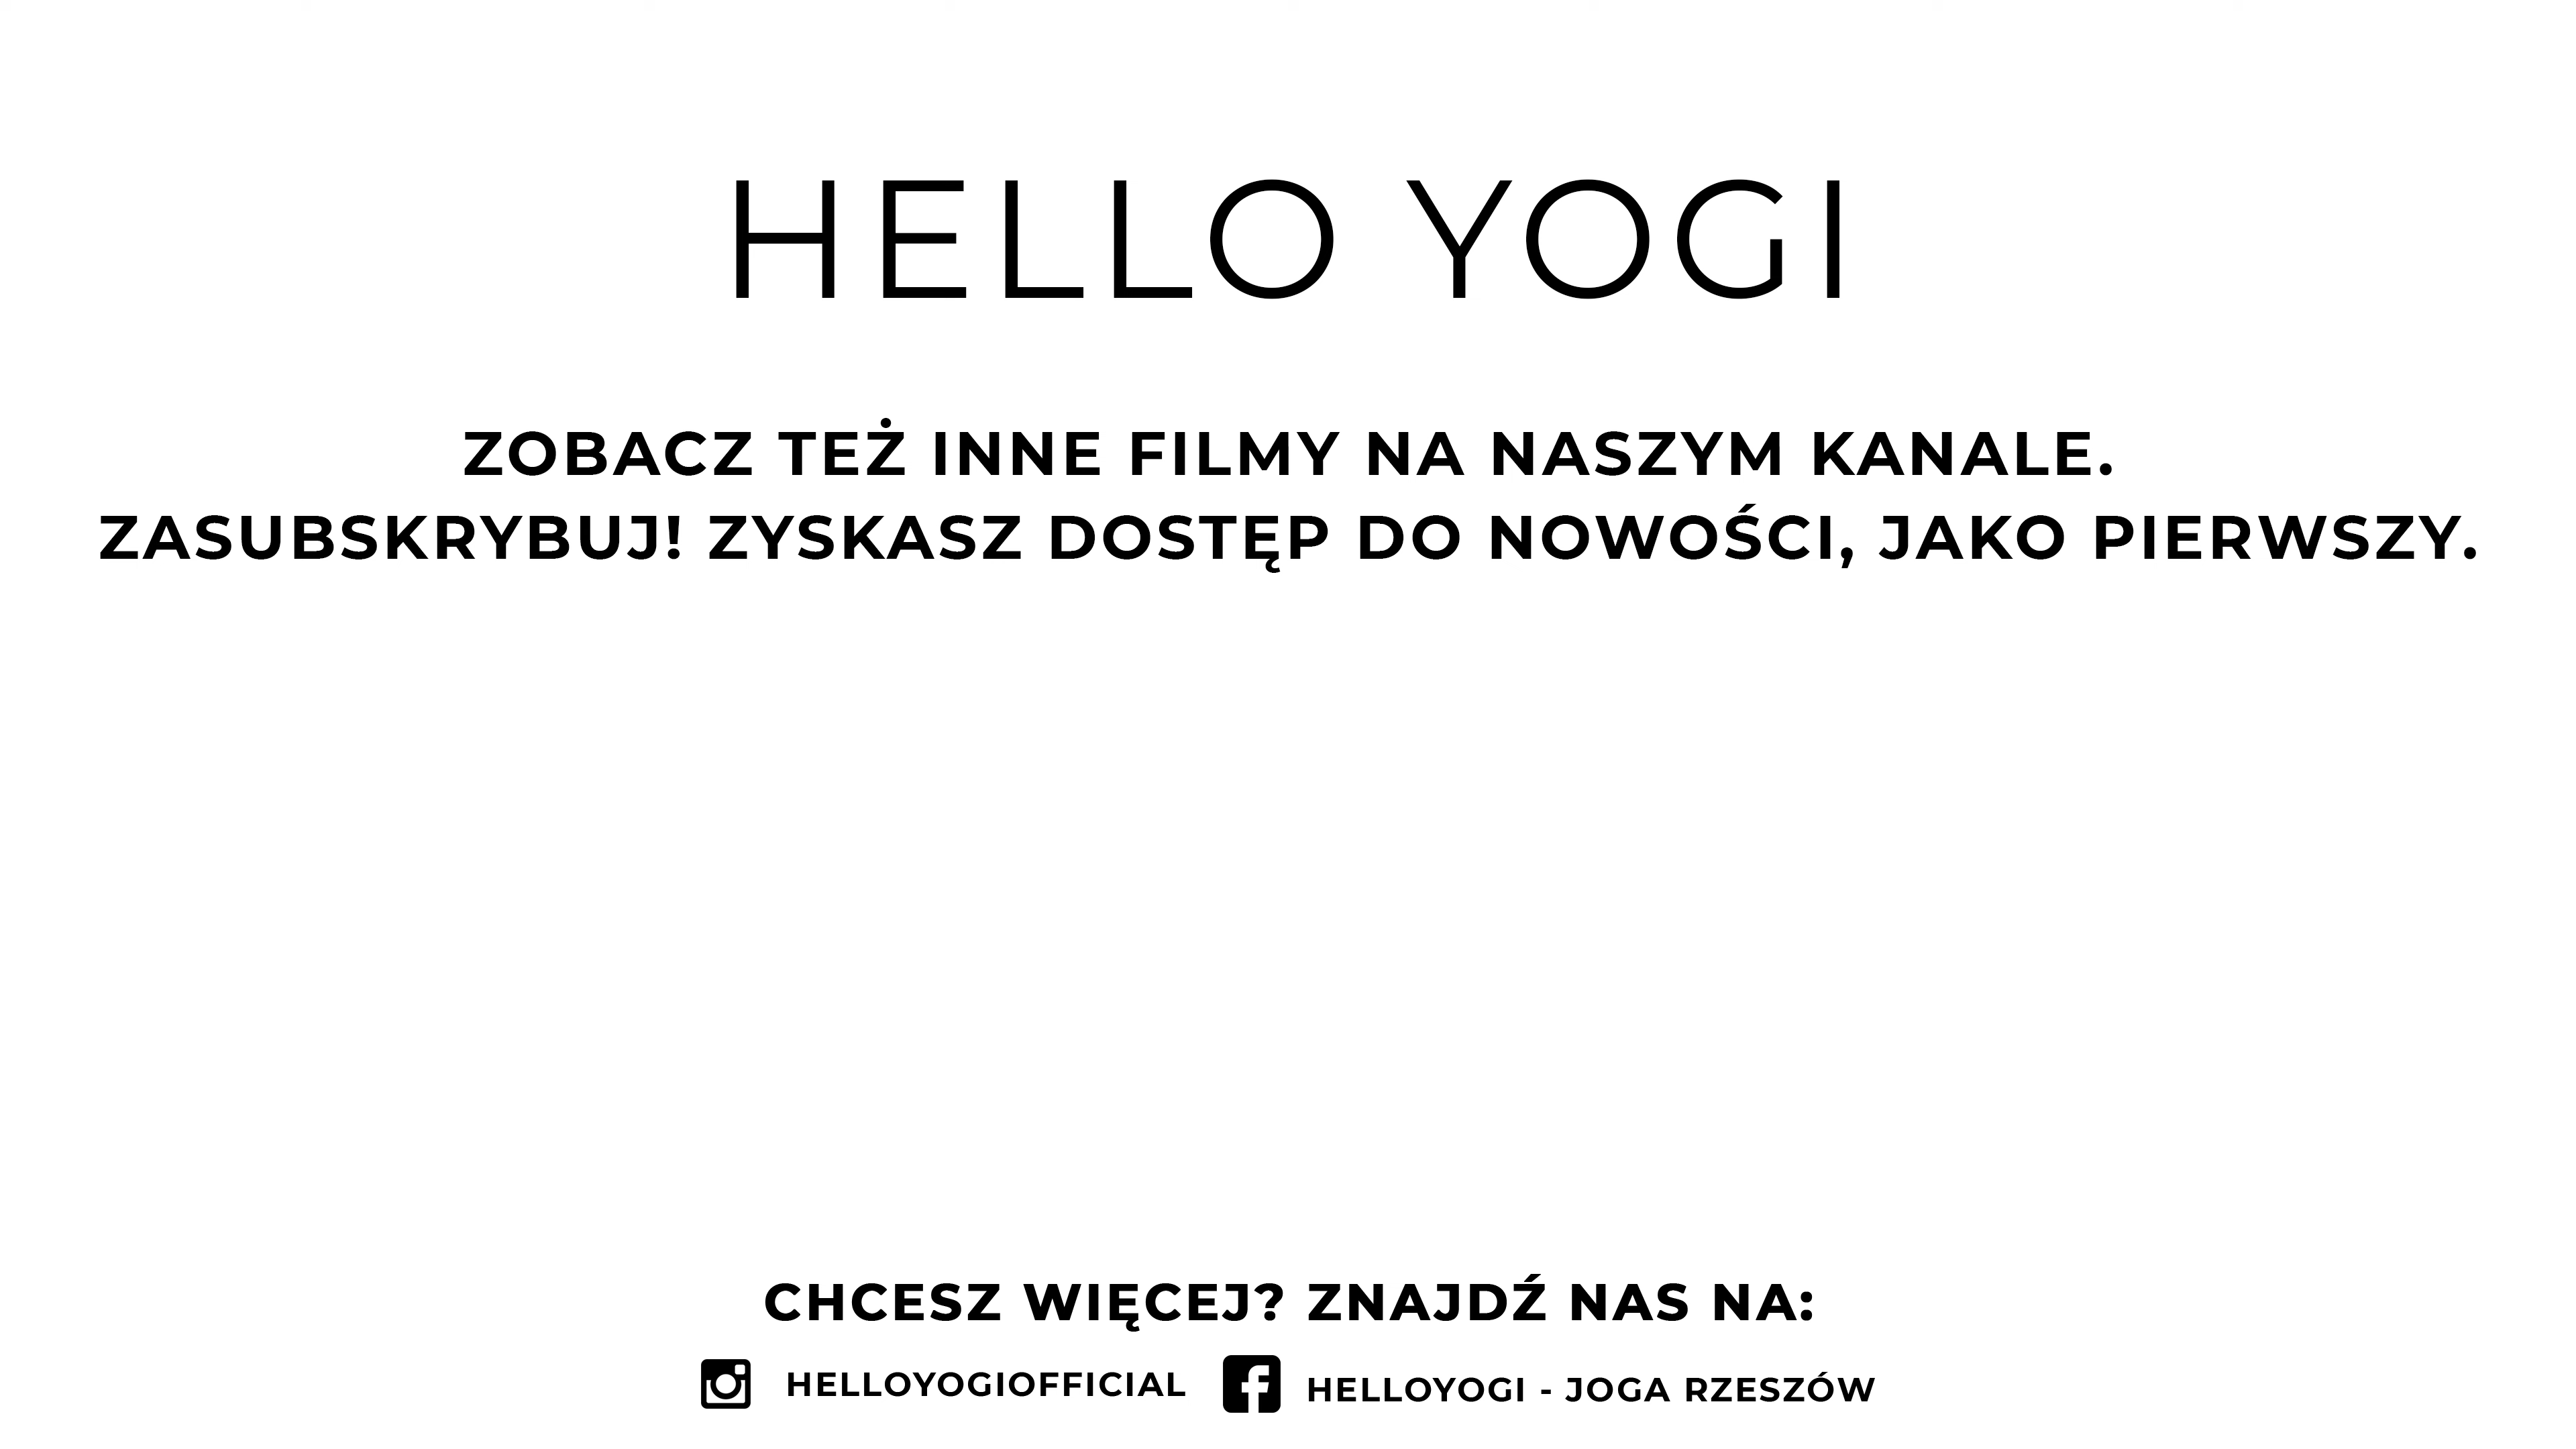 HELLO YOGI
ZOBACZ TEŻ INNE FILMY NA NASZYM KANALE.
ZASUBSKRYBUJ! ZYSKASZ DOSTĘP DO NOWOŚCI, JAKO PIERWSZY.
CHCESZ WIĘCEJ? ZNAJDŹ NAS NA:
HELLOYOGIOFFICIAL HELLOYOGI - JOGA RZESZÓW